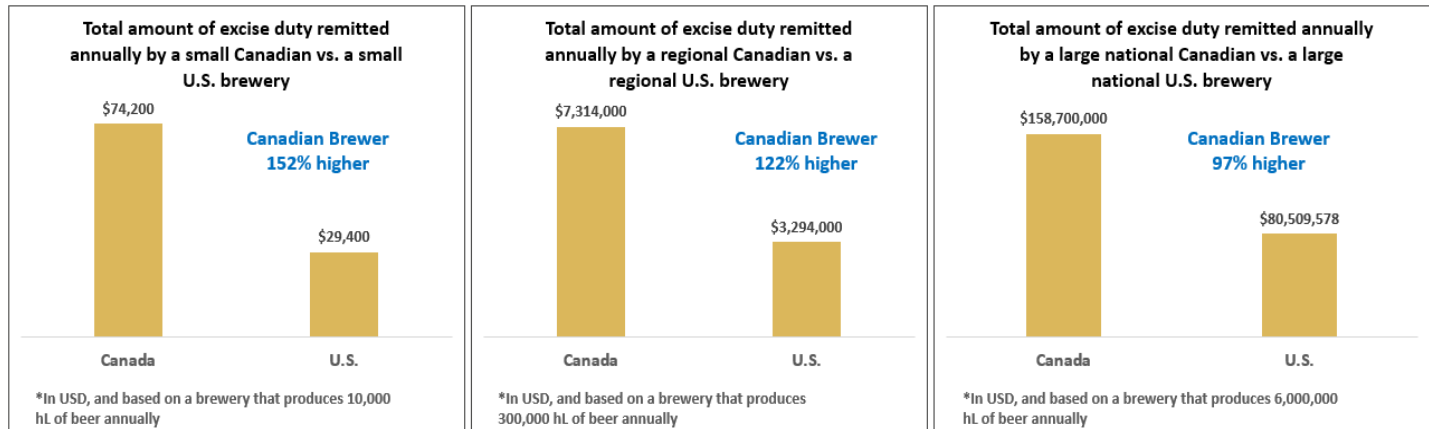 Total amount of excise duty remitted
annually by a small Canadian vs. a small
U.S. brewery
$74,200
Canadian Brewer
152% higher
$29,400
Canada
U.S.
*In USD, and based on a brewery that produces 10,000
hL of beer annually
Total amount of excise duty remitted
annually by a regional Canadian vs. a
regional U.S. brewery
$7,314,000
Canadian Brewer
122% higher
$3,294,000
Canada
U.S.
*In USD, and based on a brewery that produces
300,000 hL of beer annually
Total amount of excise duty remitted annually
by a large national Canadian vs. a large
national U.S. brewery
$158,700,000
Canadian Brewer
97% higher
$80,509,578
Canada
U.S.
*In USD, and based on a brewery that produces 6,000,000
hL of beer annually